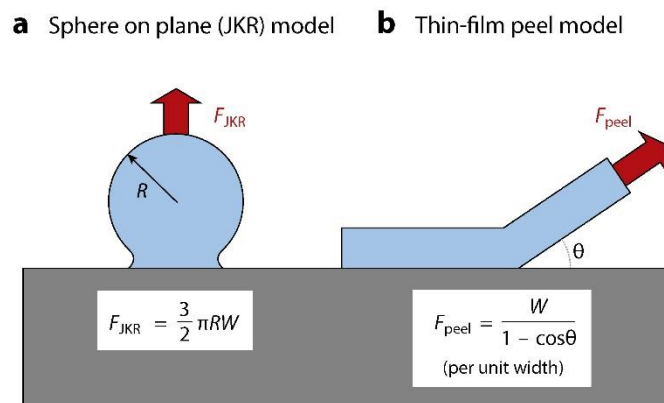 a Sphere on plane (JKR) model
F_JKR
R
F_JKR = 3/2 πRW
b Thin-film peel model
F_peel
θ
F_peel = W / (1 – cosθ)
(per unit width)